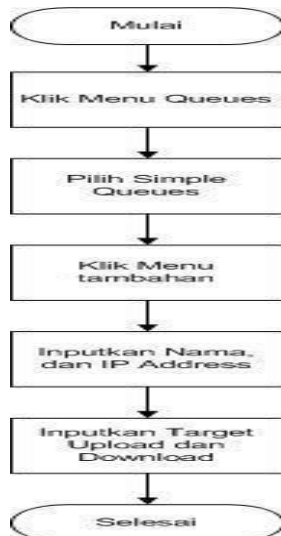 Mulai
Klik Menu Queues
Pilih Simple
Queues
Klik Menu
tambahan
Inputkan Nama,
dan IP Address
Inputkan Target
Upload dan
Download
Selesai